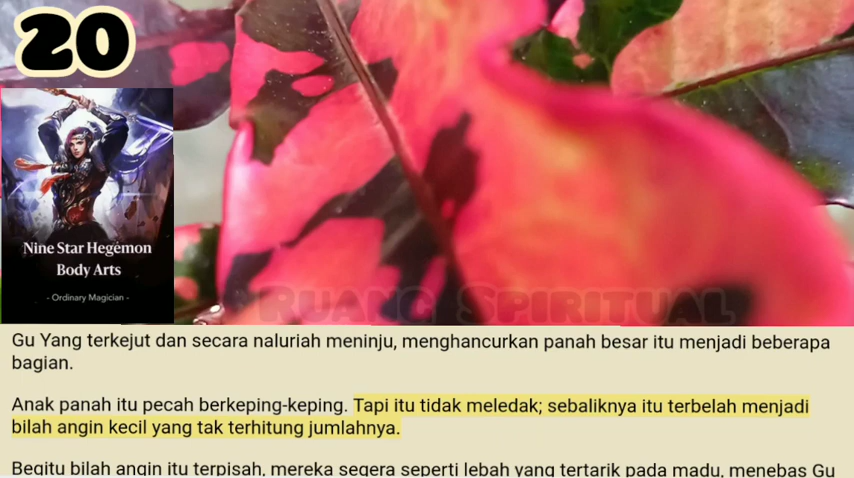 20
Nine Star Hegemon
Body Arts
- Ordinary Magician -
Ruang Spiritual
Gu Yang terkejut dan secara naluriah meninju, menghancurkan panah besar itu menjadi beberapa
bagian.
Anak panah itu pecah berkeping-keping. Tapi itu tidak meledak; sebaliknya itu terbelah menjadi
bilah angin kecil yang tak terhitung jumlahnya.
Begitu bilah angin itu terpisah, mereka segera seperti lebah yang tertarik pada madu, menebas Gu